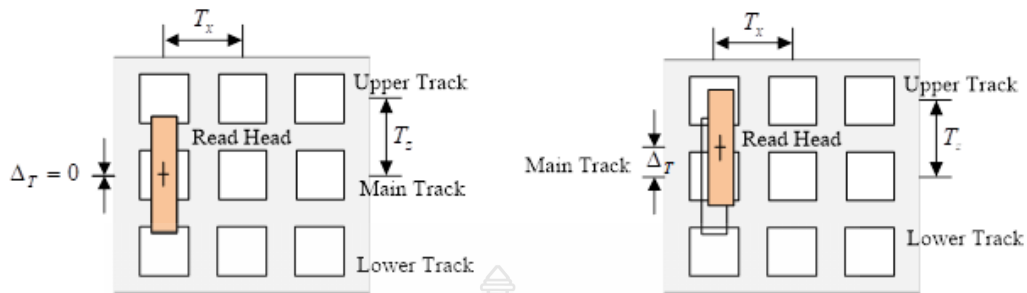 T_x
Upper Track
Read Head
T_z
Δ_T = 0
Main Track
Lower Track
T_x
Upper Track
Read Head
T_z
Main Track
Δ_T
Lower Track